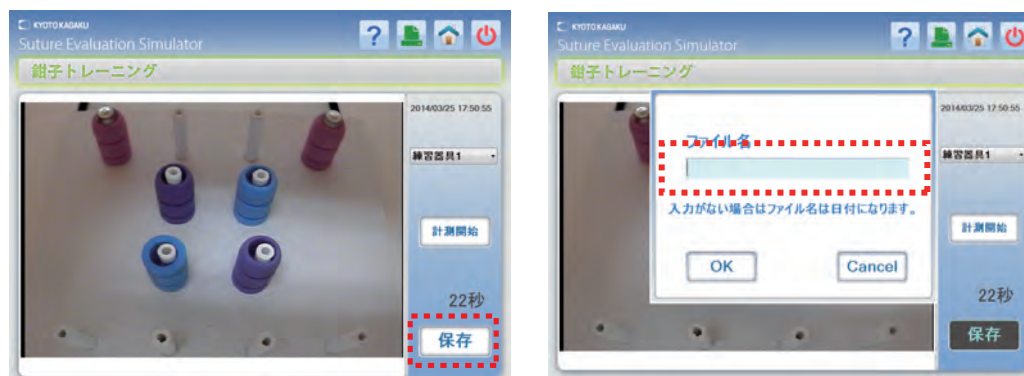 KYOTO KAGAKU
Suture Evaluation Simulator
?
鉗子トレーニング
2014/03/25 17:50:55
練習器具1
計測開始
22秒
保存
KYOTO KAGAKU
Suture Evaluation Simulator
?
鉗子トレーニング
2014/03/25 17:50:55
練習器具1
ファイル名
入力がない場合はファイル名は日付になります。
計測開始
OK
Cancel
22秒
保存